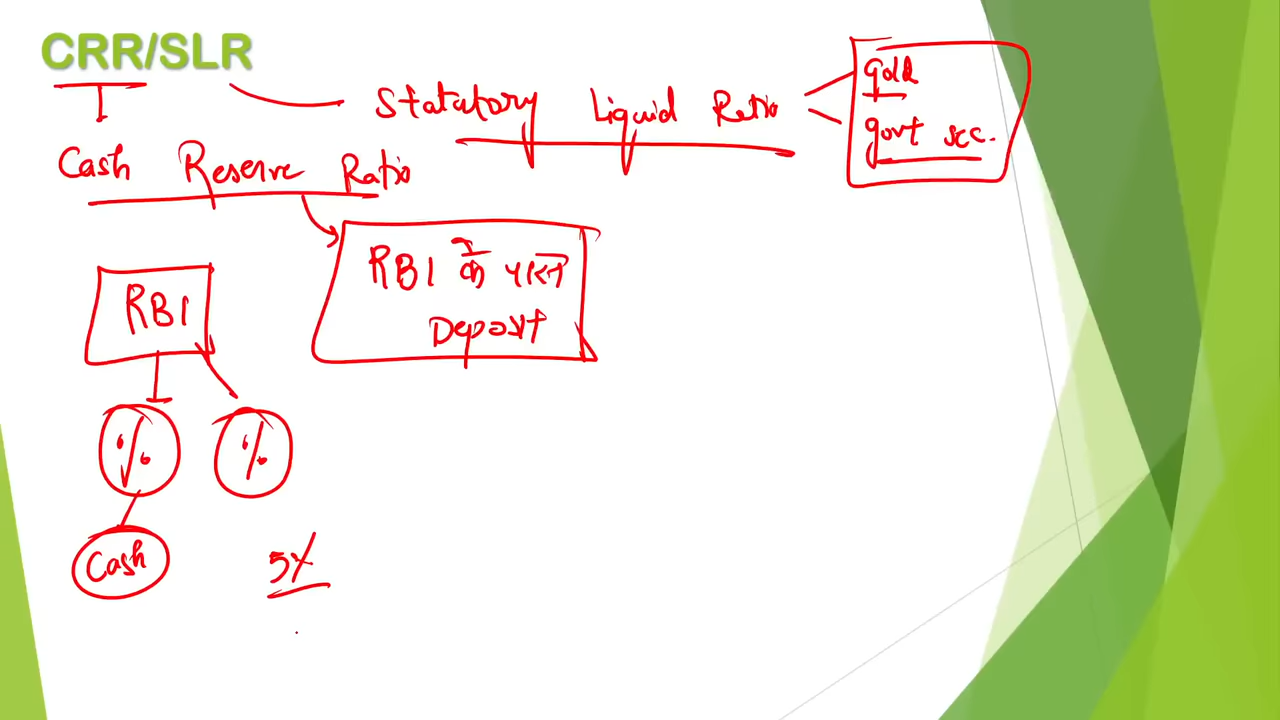 CRR/SLR
Statutory Liquid Ratio
gold
govt sec.
Cash Reserve Ratio
RBI के पास
Deposit
RBI
% %
Cash
5%